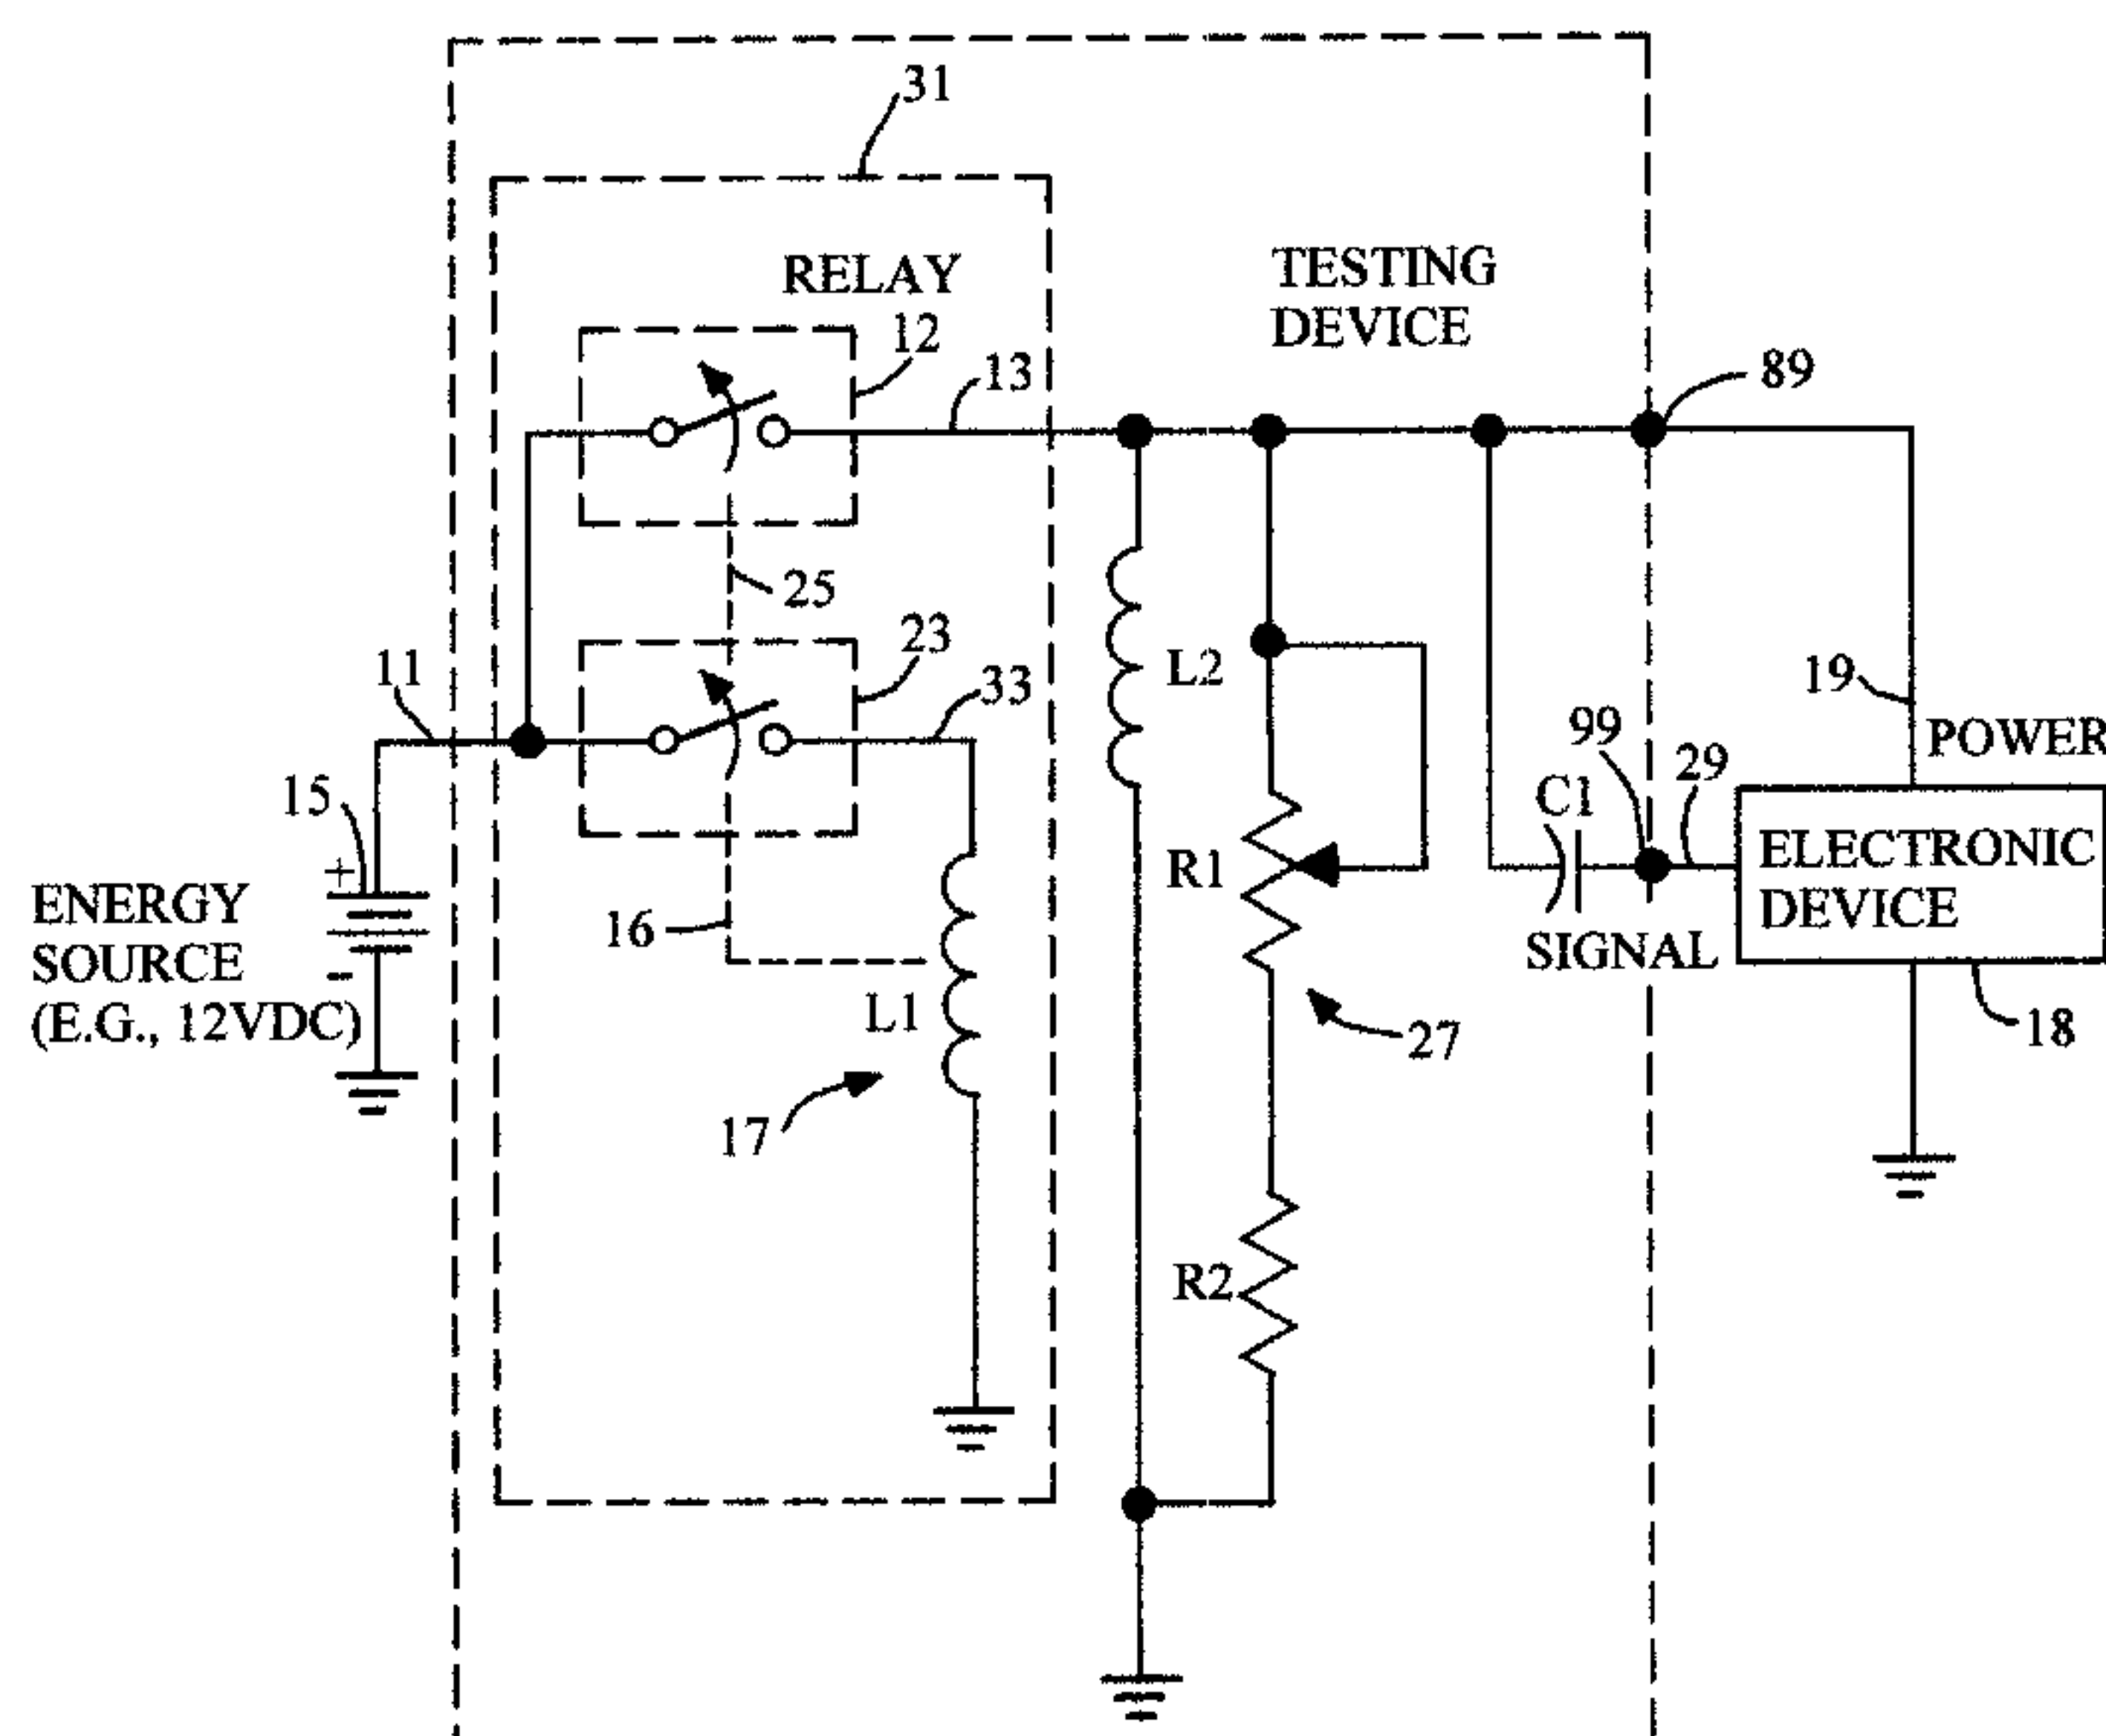 31
RELAY
12
13
TESTING
DEVICE
89
25
23
33
11
L2
19
POWER
99
29
15
C1
+
R1
ELECTRONIC
DEVICE
ENERGY
SOURCE
(E.G., 12VDC)
-
16
SIGNAL
L1
27
18
17
R2